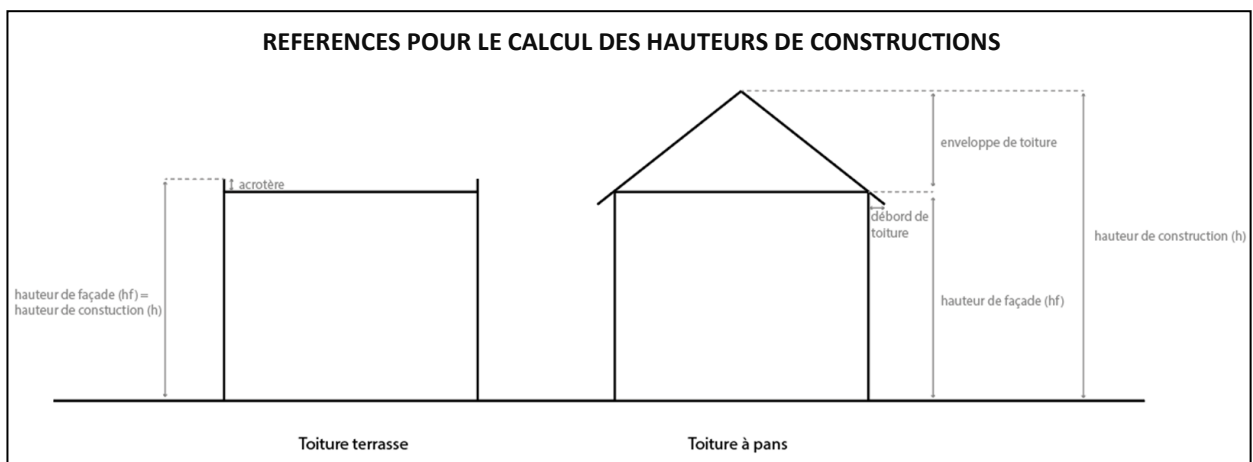 REFERENCES POUR LE CALCUL DES HAUTEURS DE CONSTRUCTIONS
enveloppe de toiture
acrotère
débord de
toiture
hauteur de construction (h)
hauteur de façade (hf) =
hauteur de constuction (h)
hauteur de façade (hf)
Toiture terrasse
Toiture à pans